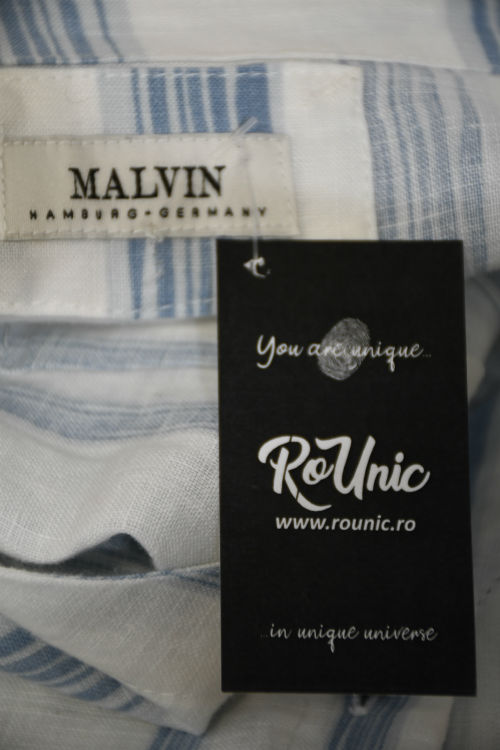 MALVIN
HAMBURG-GERMANY
You are unique...
RoUnic
www.rounic.ro
...in unique universe